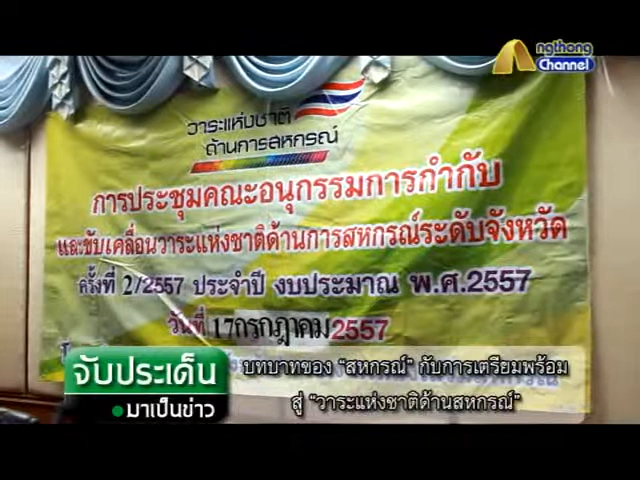 Angthong
Channel
วาระแห่งชาติ
ด้านการสหกรณ์
การประชุมคณะอนุกรรมการกำกับ
และขับเคลื่อนวาระแห่งชาติด้านการสหกรณ์ระดับจังหวัด
ครั้งที่ 2/2557 ประจำปี งบประมาณ พ.ศ.2557
วันที่ 17กรกฎาคม2557
จับประเด็น
มาเป็นข่าว
บทบาทของ “สหกรณ์” กับการเตรียมพร้อม
สู่ “วาระแห่งชาติด้านสหกรณ์”